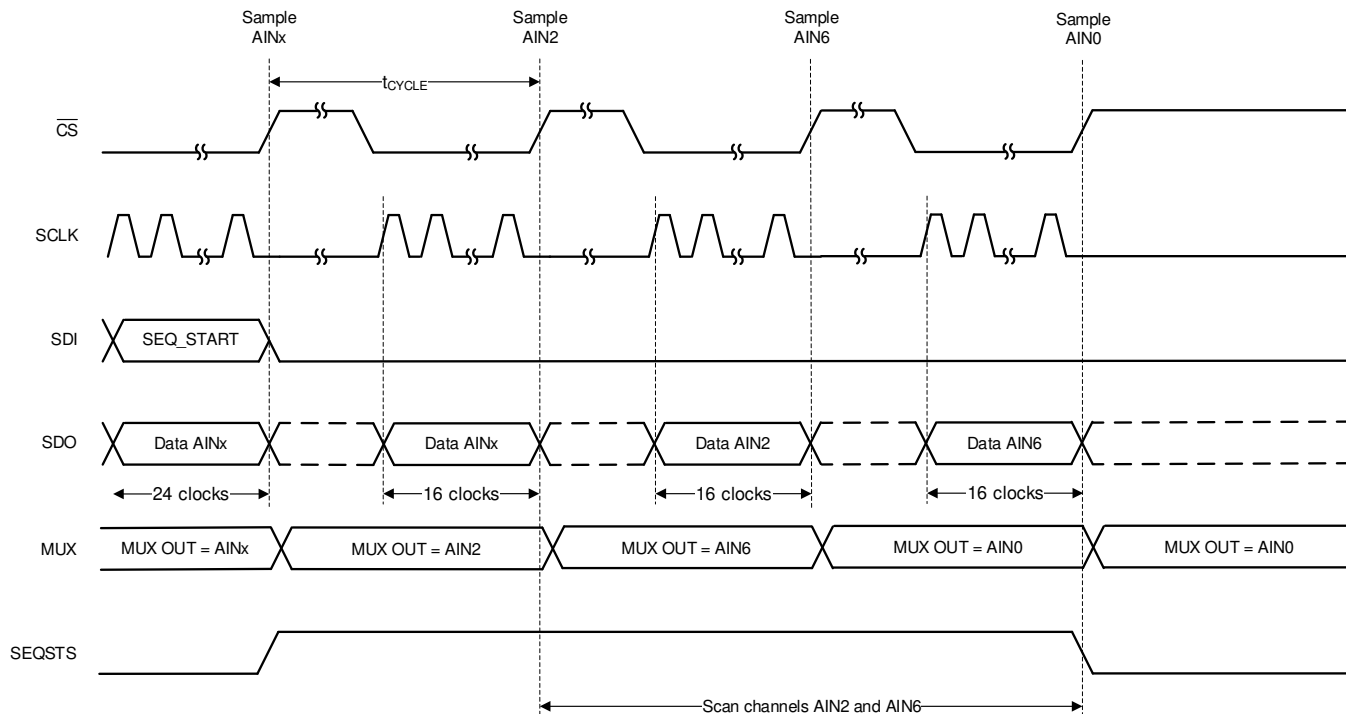 Sample
AINx
Sample
AIN2
Sample
AIN6
Sample
AIN0
tCYCLE
CS
SCLK
SDI
SEQ_START
SDO
Data AINx
Data AINx
Data AIN2
Data AIN6
24 clocks
16 clocks
16 clocks
16 clocks
MUX
MUX OUT = AINx
MUX OUT = AIN2
MUX OUT = AIN6
MUX OUT = AIN0
MUX OUT = AIN0
SEQSTS
Scan channels AIN2 and AIN6